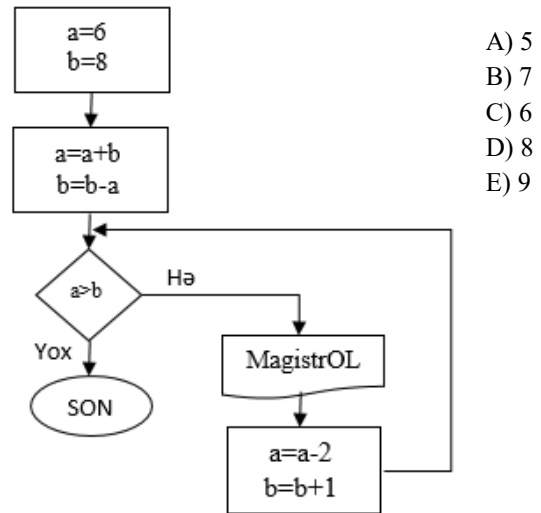 a=6
b=8
a=a+b
b=b-a
a>b
Hə
Yox
SON
MagistrOL
a=a-2
b=b+1
A) 5
B) 7
C) 6
D) 8
E) 9